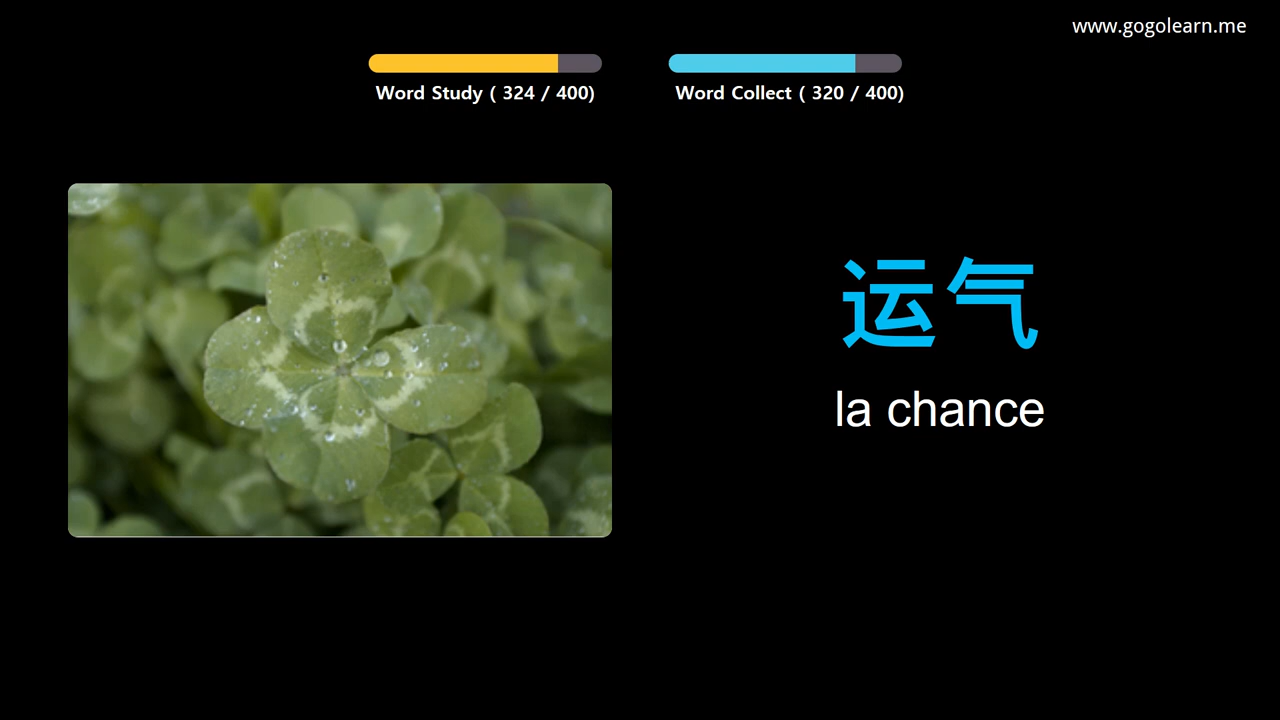 www.gogolearn.me
Word Study ( 324 / 400)
Word Collect ( 320 / 400)
运气
la chance